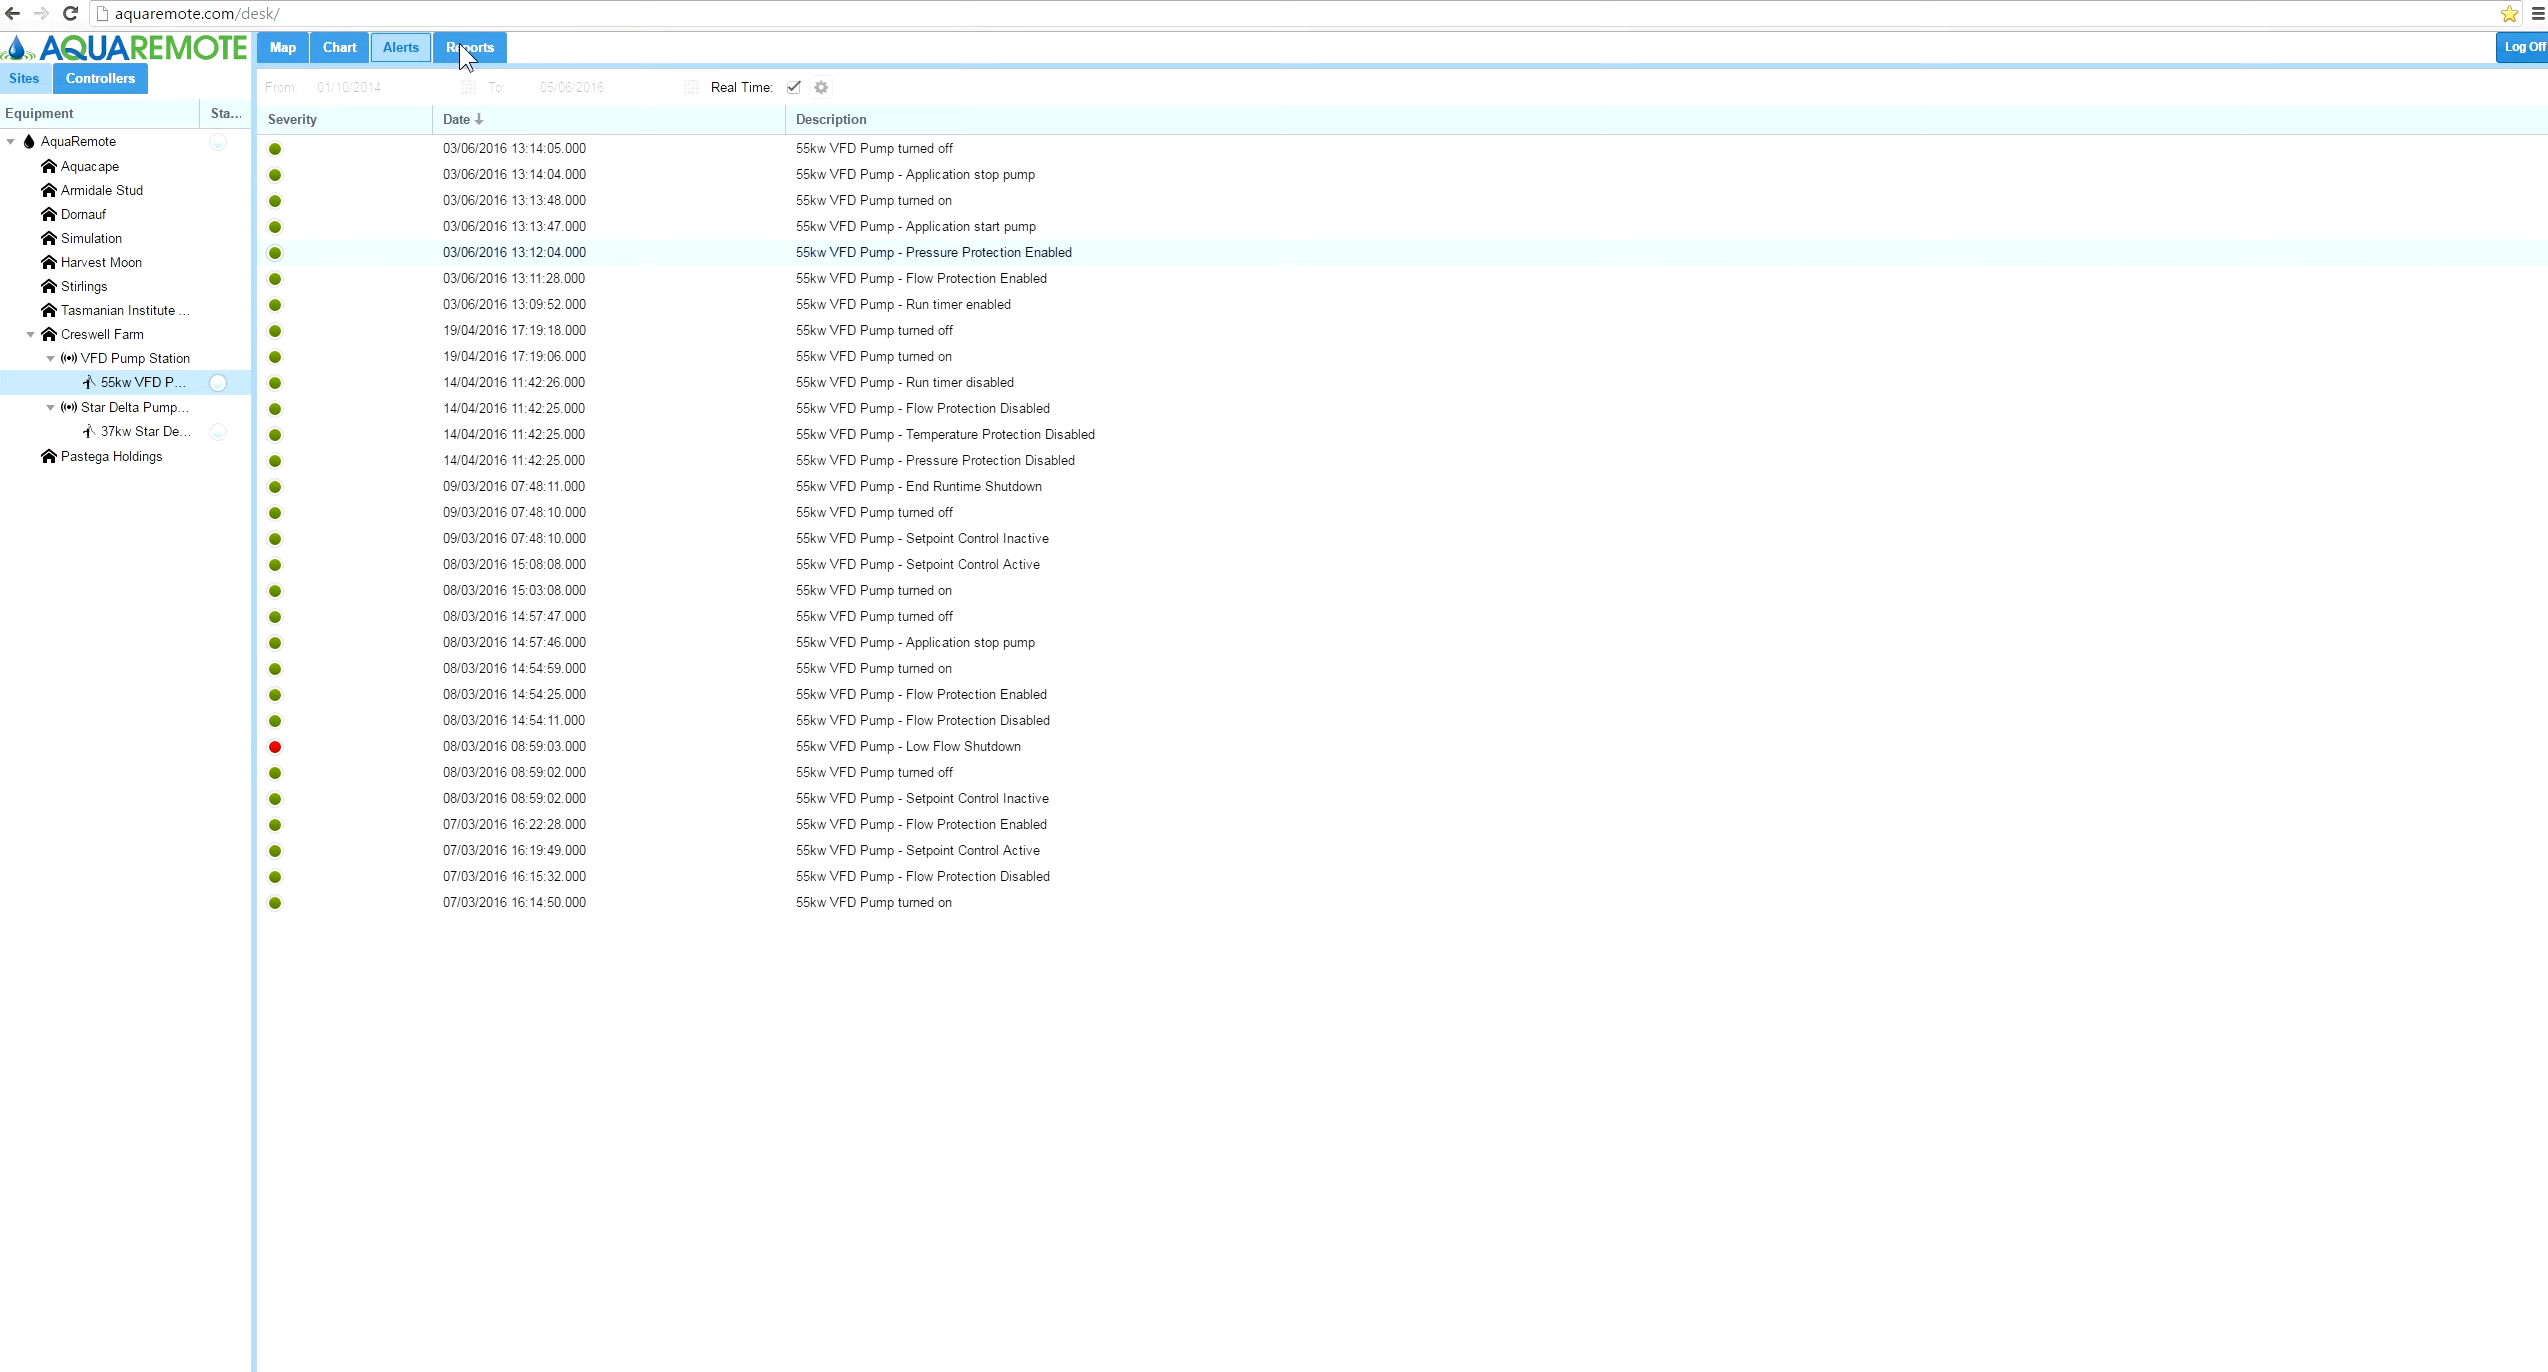 aquaremote.com/desk/
AQUAREMOTE
Map Chart Alerts Reports Log Off
Sites Controllers
From: 01/10/2014 To: 05/06/2016 Real Time:
Equipment Sta...
Severity Date Description
AquaRemote
Aquacape
Armidale Stud
Dornauf
Simulation
Harvest Moon
Stirlings
Tasmanian Institute ...
Creswell Farm
VFD Pump Station
55kw VFD P...
Star Delta Pump...
37kw Star De...
Pastega Holdings
03/06/2016 13:14:05.000 55kw VFD Pump turned off
03/06/2016 13:14:04.000 55kw VFD Pump - Application stop pump
03/06/2016 13:13:48.000 55kw VFD Pump turned on
03/06/2016 13:13:47.000 55kw VFD Pump - Application start pump
03/06/2016 13:12:04.000 55kw VFD Pump - Pressure Protection Enabled
03/06/2016 13:11:28.000 55kw VFD Pump - Flow Protection Enabled
03/06/2016 13:09:52.000 55kw VFD Pump - Run timer enabled
19/04/2016 17:19:18.000 55kw VFD Pump turned off
19/04/2016 17:19:06.000 55kw VFD Pump turned on
14/04/2016 11:42:26.000 55kw VFD Pump - Run timer disabled
14/04/2016 11:42:25.000 55kw VFD Pump - Flow Protection Disabled
14/04/2016 11:42:25.000 55kw VFD Pump - Temperature Protection Disabled
14/04/2016 11:42:25.000 55kw VFD Pump - Pressure Protection Disabled
09/03/2016 07:48:11.000 55kw VFD Pump - End Runtime Shutdown
09/03/2016 07:48:10.000 55kw VFD Pump turned off
09/03/2016 07:48:10.000 55kw VFD Pump - Setpoint Control Inactive
08/03/2016 15:08:08.000 55kw VFD Pump - Setpoint Control Active
08/03/2016 15:03:08.000 55kw VFD Pump turned on
08/03/2016 14:57:47.000 55kw VFD Pump turned off
08/03/2016 14:57:46.000 55kw VFD Pump - Application stop pump
08/03/2016 14:54:59.000 55kw VFD Pump turned on
08/03/2016 14:54:25.000 55kw VFD Pump - Flow Protection Enabled
08/03/2016 14:54:11.000 55kw VFD Pump - Flow Protection Disabled
08/03/2016 08:59:03.000 55kw VFD Pump - Low Flow Shutdown
08/03/2016 08:59:02.000 55kw VFD Pump turned off
08/03/2016 08:59:02.000 55kw VFD Pump - Setpoint Control Inactive
07/03/2016 16:22:28.000 55kw VFD Pump - Flow Protection Enabled
07/03/2016 16:19:49.000 55kw VFD Pump - Setpoint Control Active
07/03/2016 16:15:32.000 55kw VFD Pump - Flow Protection Disabled
07/03/2016 16:14:50.000 55kw VFD Pump turned on